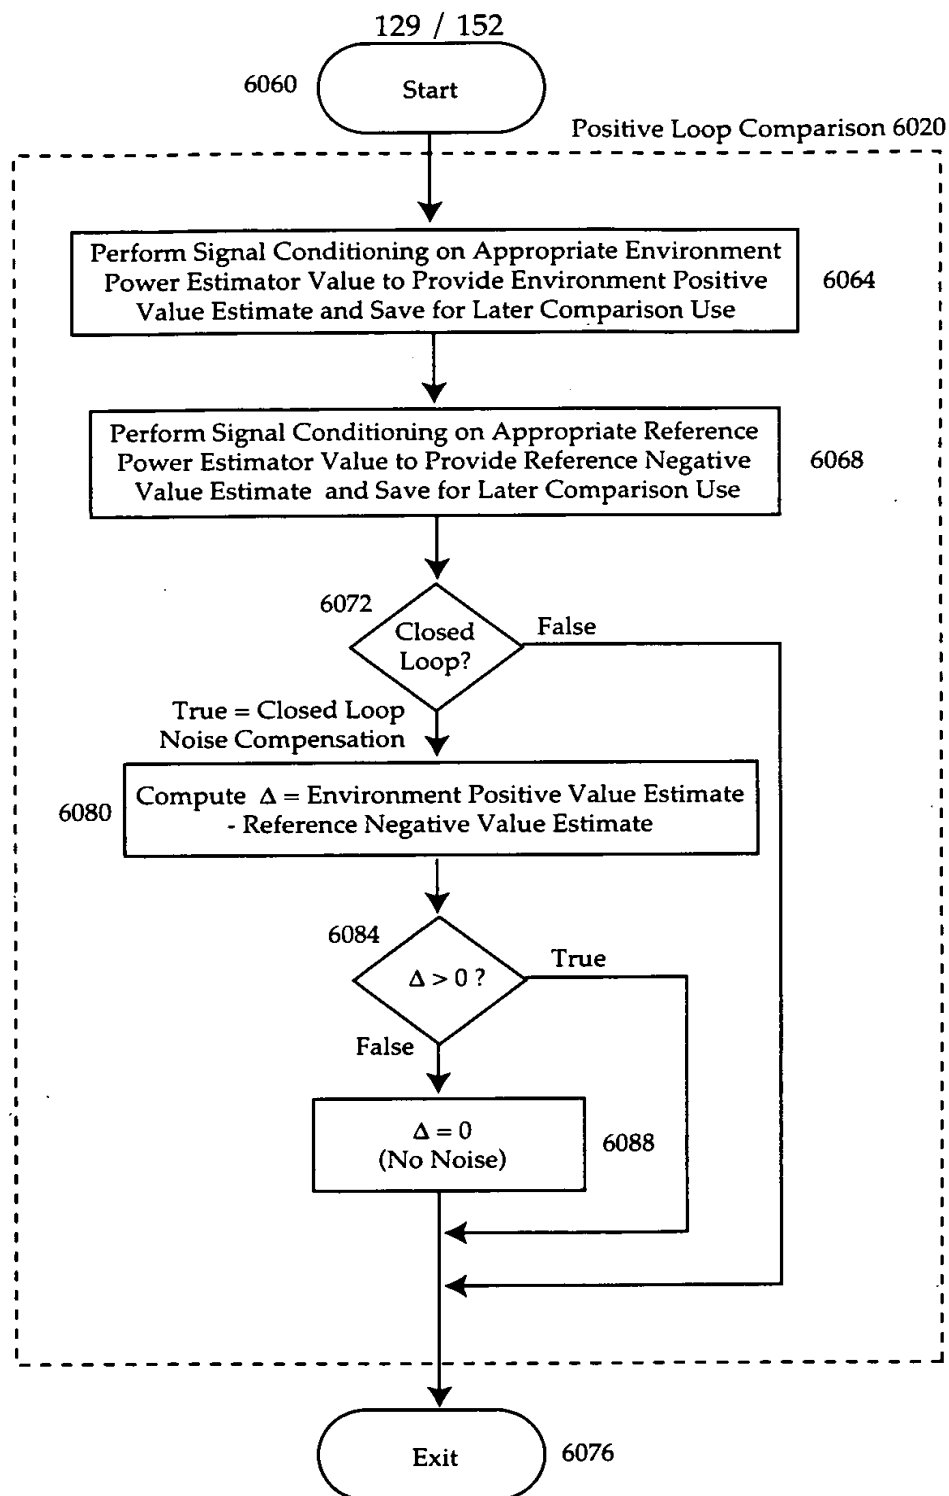 129 / 152
6060
Start
Positive Loop Comparison 6020
Perform Signal Conditioning on Appropriate Environment
Power Estimator Value to Provide Environment Positive
Value Estimate and Save for Later Comparison Use
6064
Perform Signal Conditioning on Appropriate Reference
Power Estimator Value to Provide Reference Negative
Value Estimate and Save for Later Comparison Use
6068
6072
Closed
Loop?
False
True = Closed Loop
Noise Compensation
6080
Compute Δ = Environment Positive Value Estimate
- Reference Negative Value Estimate
6084
Δ > 0 ?
True
False
Δ = 0
(No Noise)
6088
Exit
6076